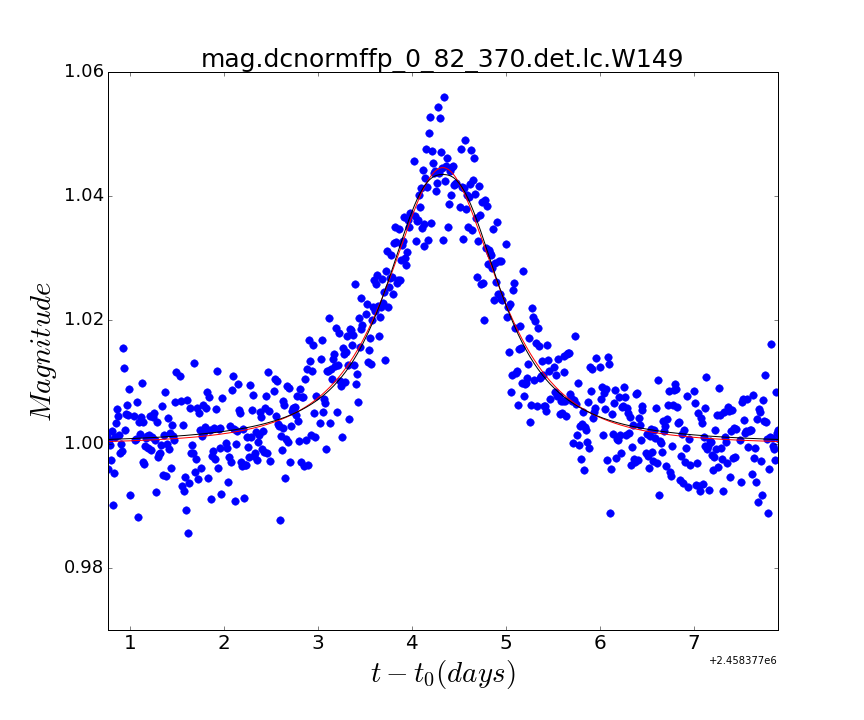 mag.dcnormffp_0_82_370.det.lc.W149
1.06
1.04
1.02
1.00
0.98
Magnitude
1 2 3 4 5 6 7
+2.458377e6
t − t₀(days)